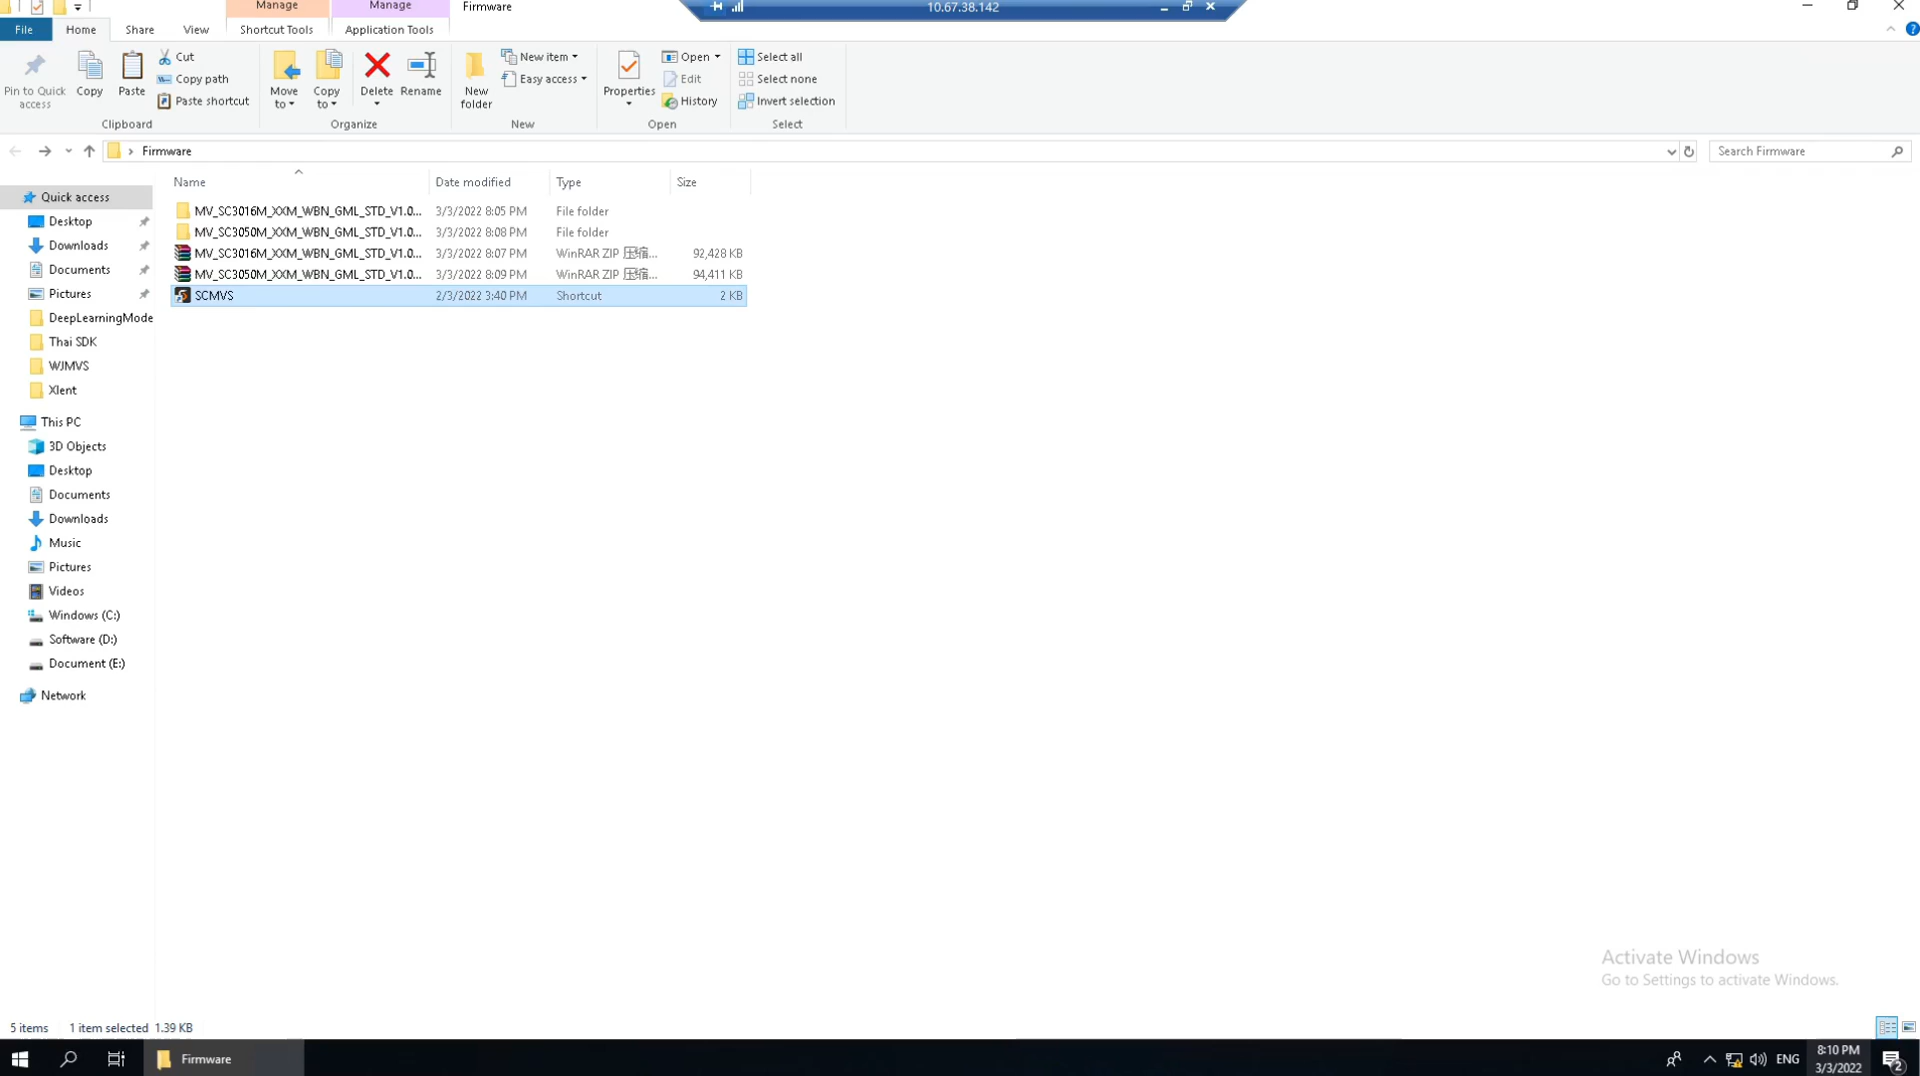 Manage Manage Firmware 10.67.38.142
File Home Share View Shortcut Tools Application Tools
Pin to Quick access
Copy
Paste
Cut
Copy path
Paste shortcut
Clipboard
Move to
Copy to
Delete
Rename
Organize
New folder
New item
Easy access
New
Properties
Open
Edit
History
Open
Select all
Select none
Invert selection
Select
Firmware
Search Firmware
Name Date modified Type Size
MV_SC3016M_XXM_WBN_GML_STD_V1.0... 3/3/2022 8:05 PM File folder
MV_SC3050M_XXM_WBN_GML_STD_V1.0... 3/3/2022 8:08 PM File folder
MV_SC3016M_XXM_WBN_GML_STD_V1.0... 3/3/2022 8:07 PM WinRAR ZIP 压缩... 92,428 KB
MV_SC3050M_XXM_WBN_GML_STD_V1.0... 3/3/2022 8:09 PM WinRAR ZIP 压缩... 94,411 KB
SCMVS 2/3/2022 3:40 PM Shortcut 2 KB
Quick access
Desktop
Downloads
Documents
Pictures
DeepLearningMode
Thai SDK
WJMVS
Xlent
This PC
3D Objects
Desktop
Documents
Downloads
Music
Pictures
Videos
Windows (C:)
Software (D:)
Document (E:)
Network
Activate Windows
Go to Settings to activate Windows.
5 items 1 item selected 1.39 KB
Firmware
ENG
8:10 PM
3/3/2022
2